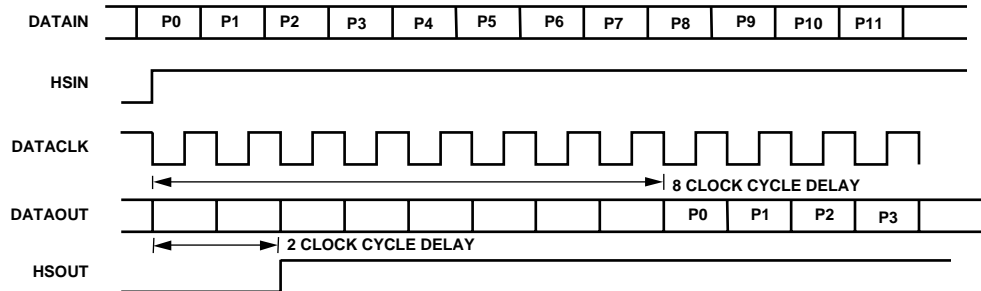 DATAIN P0 P1 P2 P3 P4 P5 P6 P7 P8 P9 P10 P11
HSIN
DATACLK
8 CLOCK CYCLE DELAY
DATAOUT P0 P1 P2 P3
2 CLOCK CYCLE DELAY
HSOUT